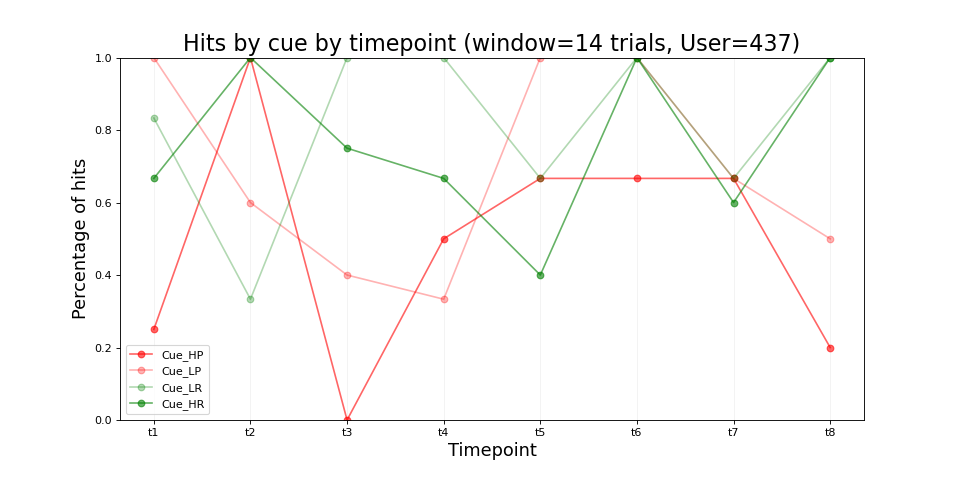 Hits by cue by timepoint (window=14 trials, User=437)
Percentage of hits
1.0
0.8
0.6
0.4
0.2
0.0
Cue_HP
Cue_LP
Cue_LR
Cue_HR
t1 t2 t3 t4 t5 t6 t7 t8
Timepoint